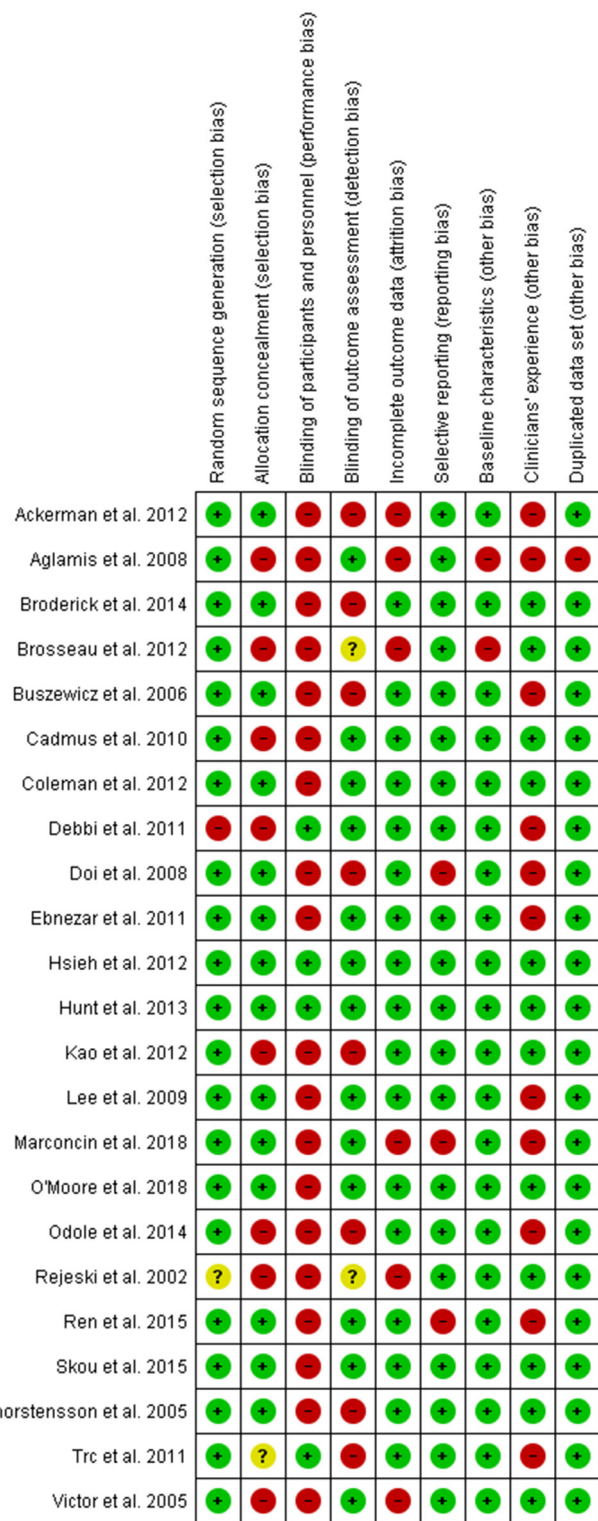 Random sequence generation (selection bias)
Allocation concealment (selection bias)
Blinding of participants and personnel (performance bias)
Blinding of outcome assessment (detection bias)
Incomplete outcome data (attrition bias)
Selective reporting (reporting bias)
Baseline characteristics (other bias)
Clinicians' experience (other bias)
Duplicated data set (other bias)
Ackerman et al. 2012 + + - - - + + - +
Aglamis et al. 2008 + - - + - + - - -
Broderick et al. 2014 + + - - + + + + +
Brosseau et al. 2012 + - - ? - + - + +
Buszewicz et al. 2006 + + - - + + + - +
Cadmus et al. 2010 + - - + + + + + +
Coleman et al. 2012 + + - + + + + + +
Debbi et al. 2011 - - + + + + + - +
Doi et al. 2008 + + - - + - + - +
Ebnezar et al. 2011 + + - + + + + - +
Hsieh et al. 2012 + + + + + + + + +
Hunt et al. 2013 + + + + + + + + +
Kao et al. 2012 + - - - + + + + +
Lee et al. 2009 + + - + + + + - +
Marconcin et al. 2018 + + - + - - + - +
O'Moore et al. 2018 + + - + + + + + +
Odole et al. 2014 + - - - + + + - +
Rejeski et al. 2002 ? - - ? - + + + +
Ren et al. 2015 + + - + + - + - +
Skou et al. 2015 + + - + + + + + +
horstensson et al. 2005 + + - - + + + + +
Trc et al. 2011 + ? + - + + + - +
Victor et al. 2005 + - - + - + + + +